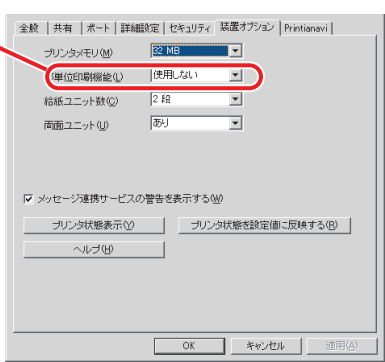 全般 共有 ポート 詳細設定 セキュリティ 装置オプション Printianavi
プリンタメモリ(M) 32 MB
単位印刷機能(L) 使用しない
給紙ユニット数(C) 2 段
両面ユニット(U) あり
メッセージ連携サービスの警告を表示する(W)
プリンタ状態表示(Y) プリンタ状態を設定値に反映する(R)
ヘルプ(H)
OK キャンセル 適用(A)